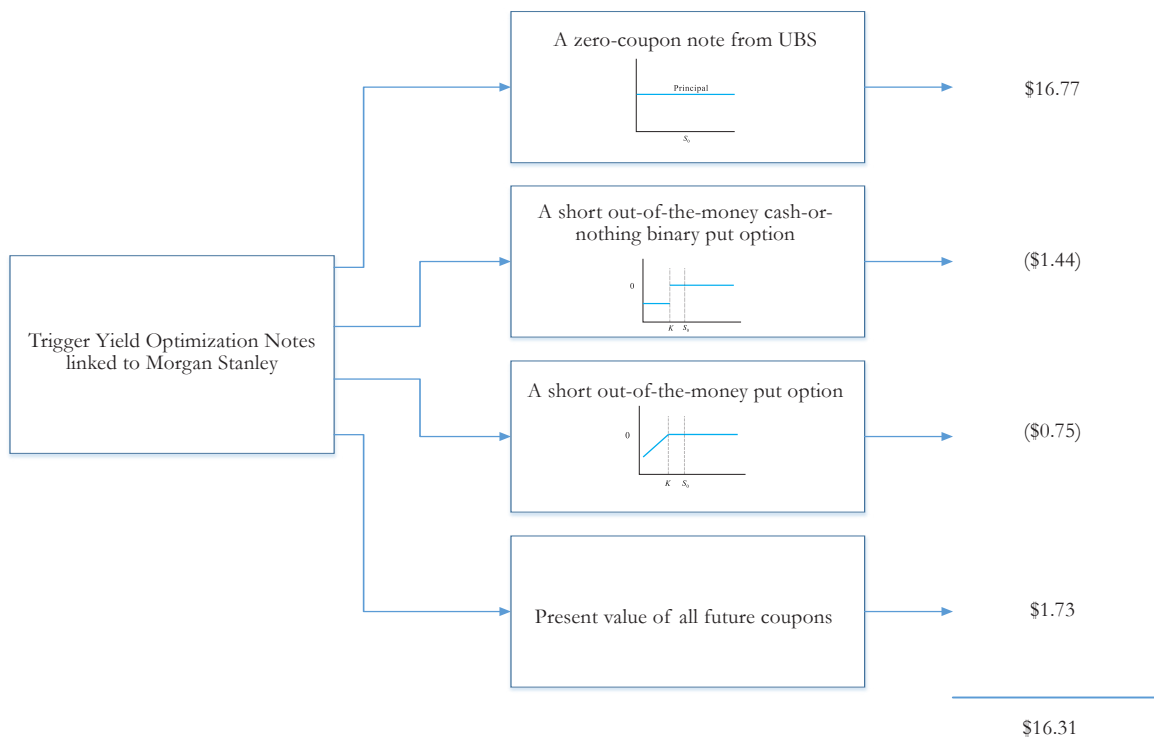 A zero-coupon note from UBS
Principal
S0
$16.77
A short out-of-the-money cash-or-
nothing binary put option
0
K
S0
($1.44)
Trigger Yield Optimization Notes
linked to Morgan Stanley
A short out-of-the-money put option
0
K
S0
($0.75)
Present value of all future coupons
$1.73
$16.31